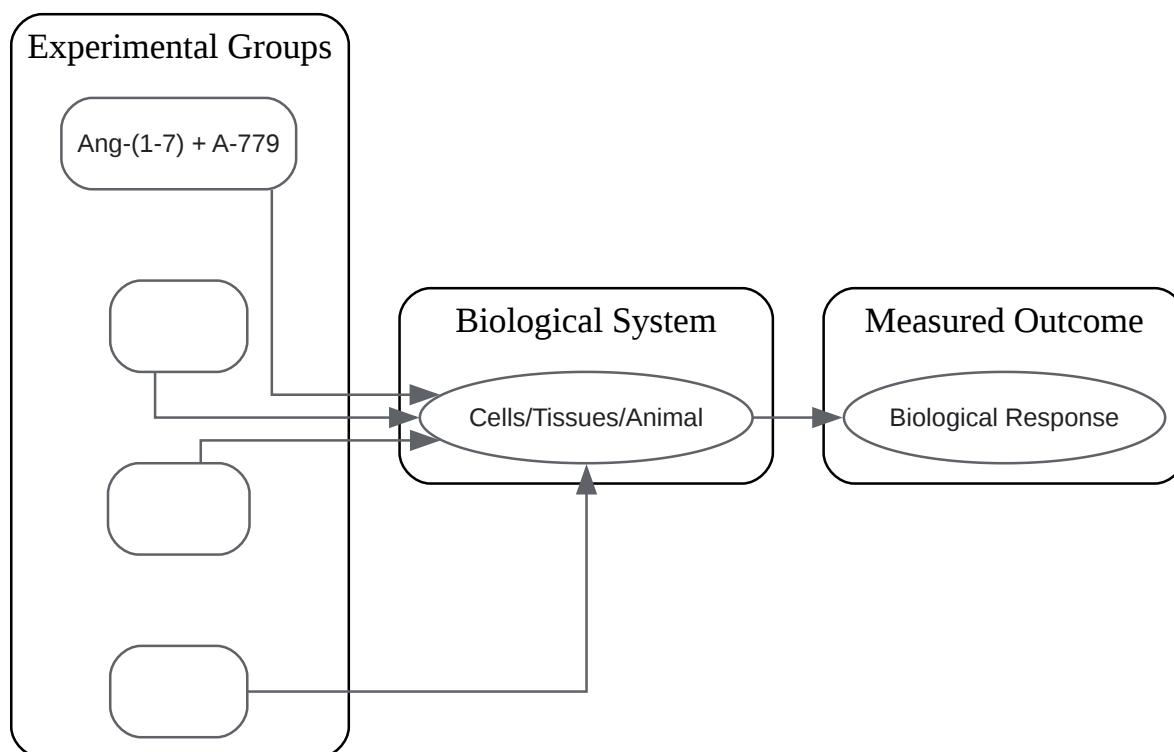 Experimental Groups
Ang-(1-7) + A-779
Biological System
Cells/Tissues/Animal
Measured Outcome
Biological Response